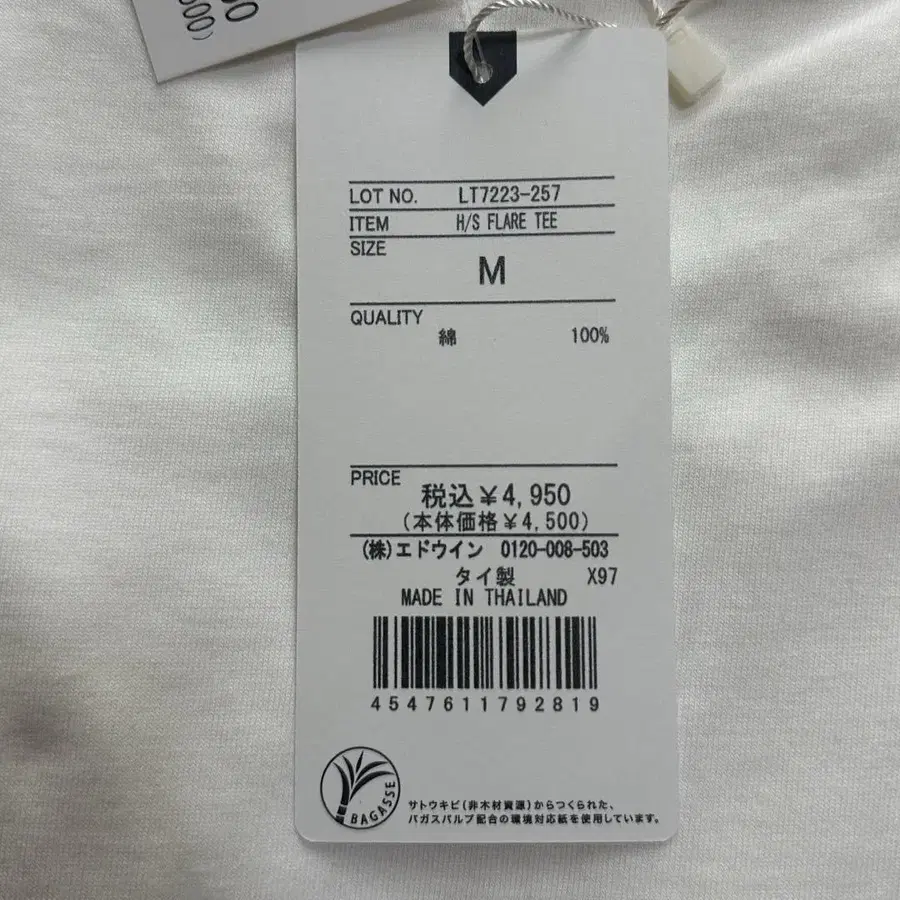 00
500)
LOT NO. LT7223-257
ITEM H/S FLARE TEE
SIZE
M
QUALITY
綿 100%
PRICE
税込¥4,950
(本体価格¥4,500)
(株)エドウイン 0120-008-503
タイ製 X97
MADE IN THAILAND
4547611792819
BAGASSE
サトウキビ(非木材資源)からつくられた、
バガスパルプ配合の環境対応紙を使用しています。